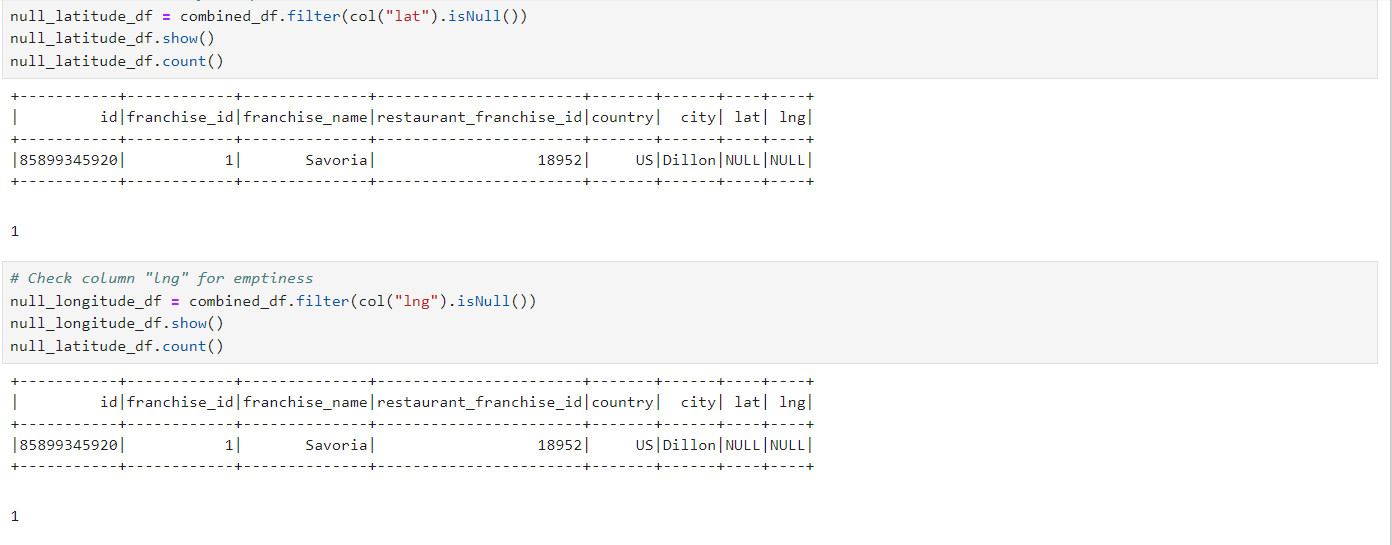 null_latitude_df = combined_df.filter(col("lat").isNull())
null_latitude_df.show()
null_latitude_df.count()
+-----------+------------+--------------+-----------------------+-------+------+----+----+
|         id|franchise_id|franchise_name|restaurant_franchise_id|country|  city| lat| lng|
+-----------+------------+--------------+-----------------------+-------+------+----+----+
|85899345920|           1|       Savoria|                  18952|     US|Dillon|NULL|NULL|
+-----------+------------+--------------+-----------------------+-------+------+----+----+
1
# Check column "lng" for emptiness
null_longitude_df = combined_df.filter(col("lng").isNull())
null_longitude_df.show()
null_latitude_df.count()
+-----------+------------+--------------+-----------------------+-------+------+----+----+
|         id|franchise_id|franchise_name|restaurant_franchise_id|country|  city| lat| lng|
+-----------+------------+--------------+-----------------------+-------+------+----+----+
|85899345920|           1|       Savoria|                  18952|     US|Dillon|NULL|NULL|
+-----------+------------+--------------+-----------------------+-------+------+----+----+
1